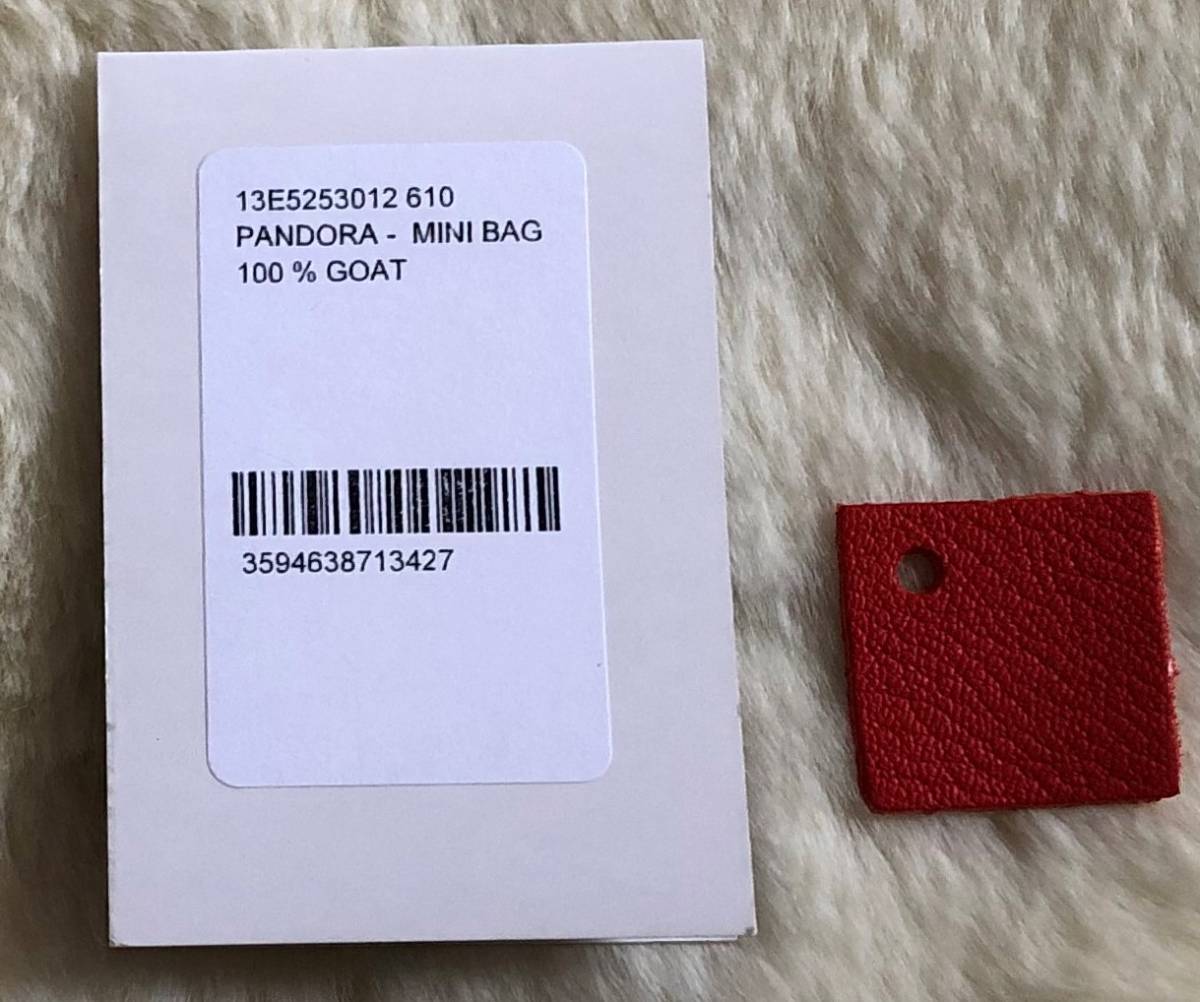 13E5253012 610
PANDORA - MINI BAG
100 % GOAT
3594638713427